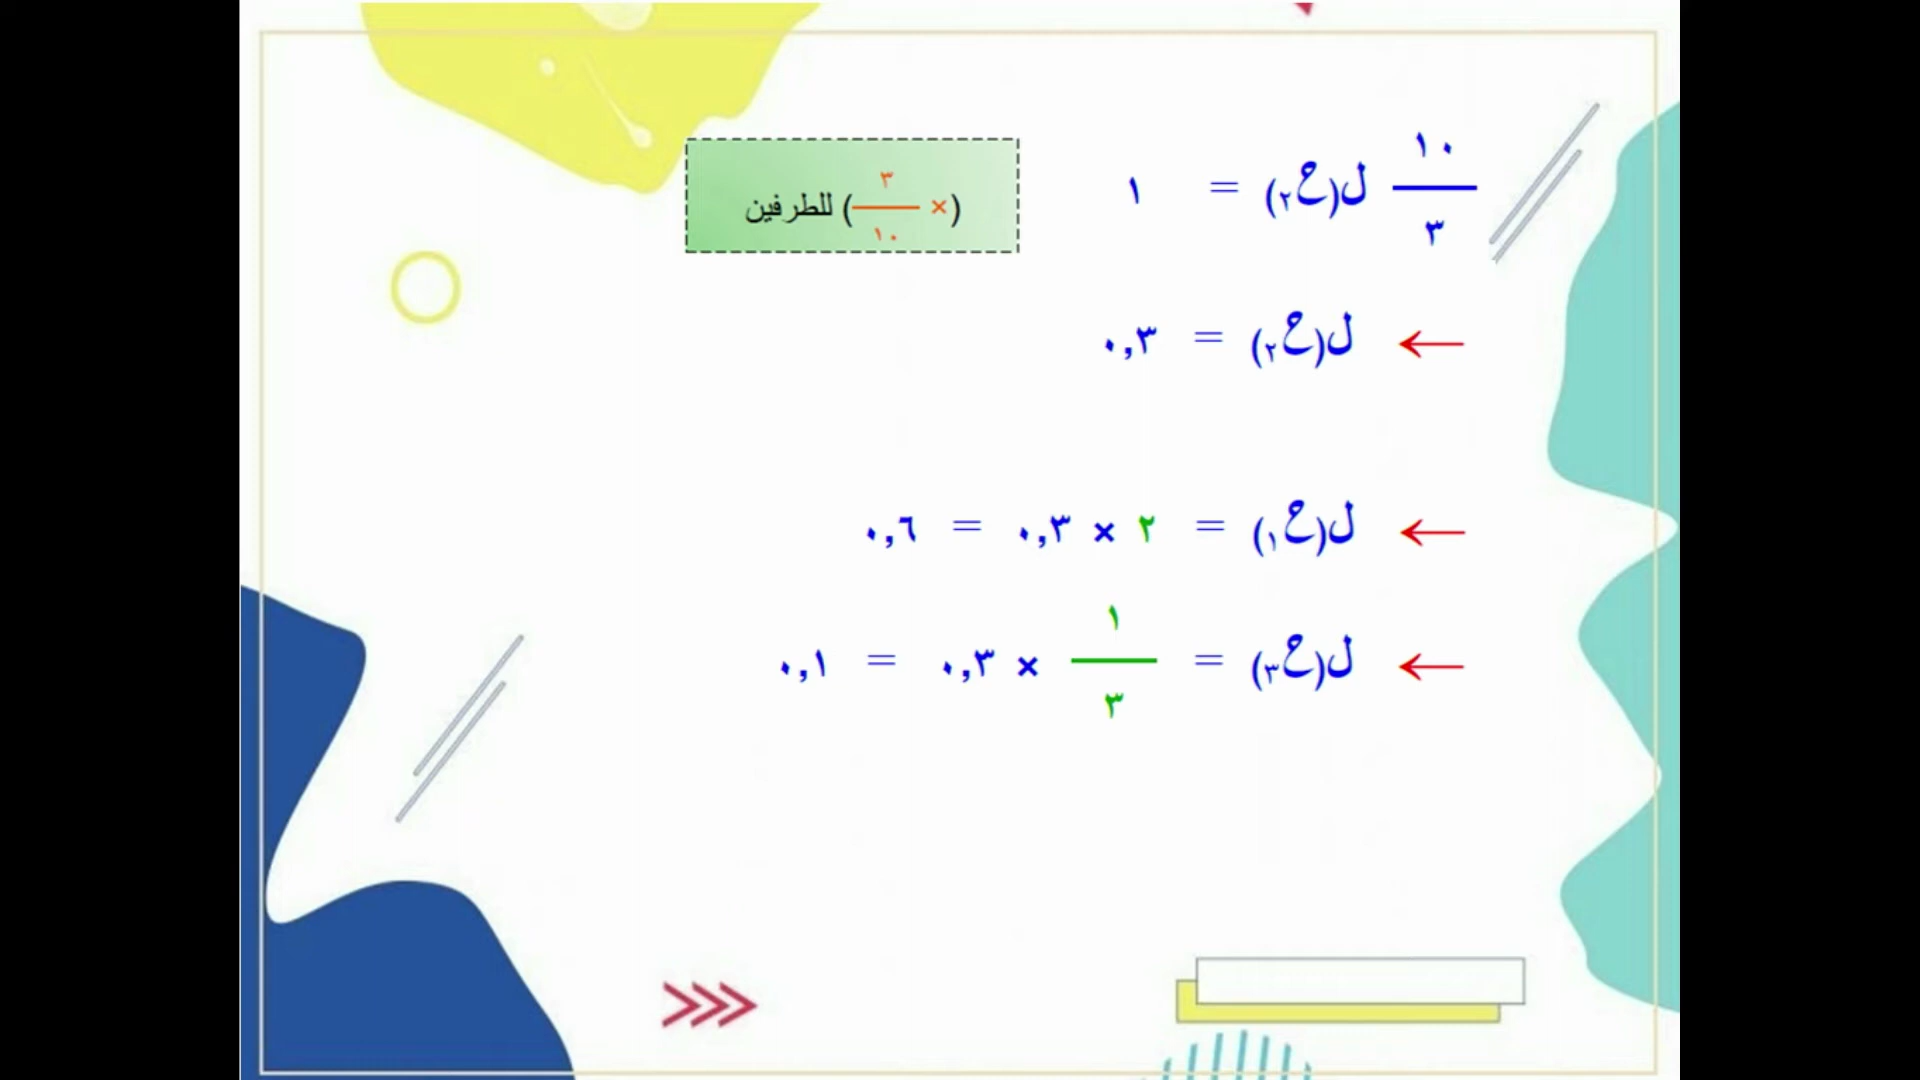 ١٠/٣ ل(ح٢) = ١ (× ٣/١٠) للطرفين
← ل(ح٢) = ٠,٣
← ل(ح١) = ٢ × ٠,٣ = ٠,٦
← ل(ح٣) = ١/٣ × ٠,٣ = ٠,١